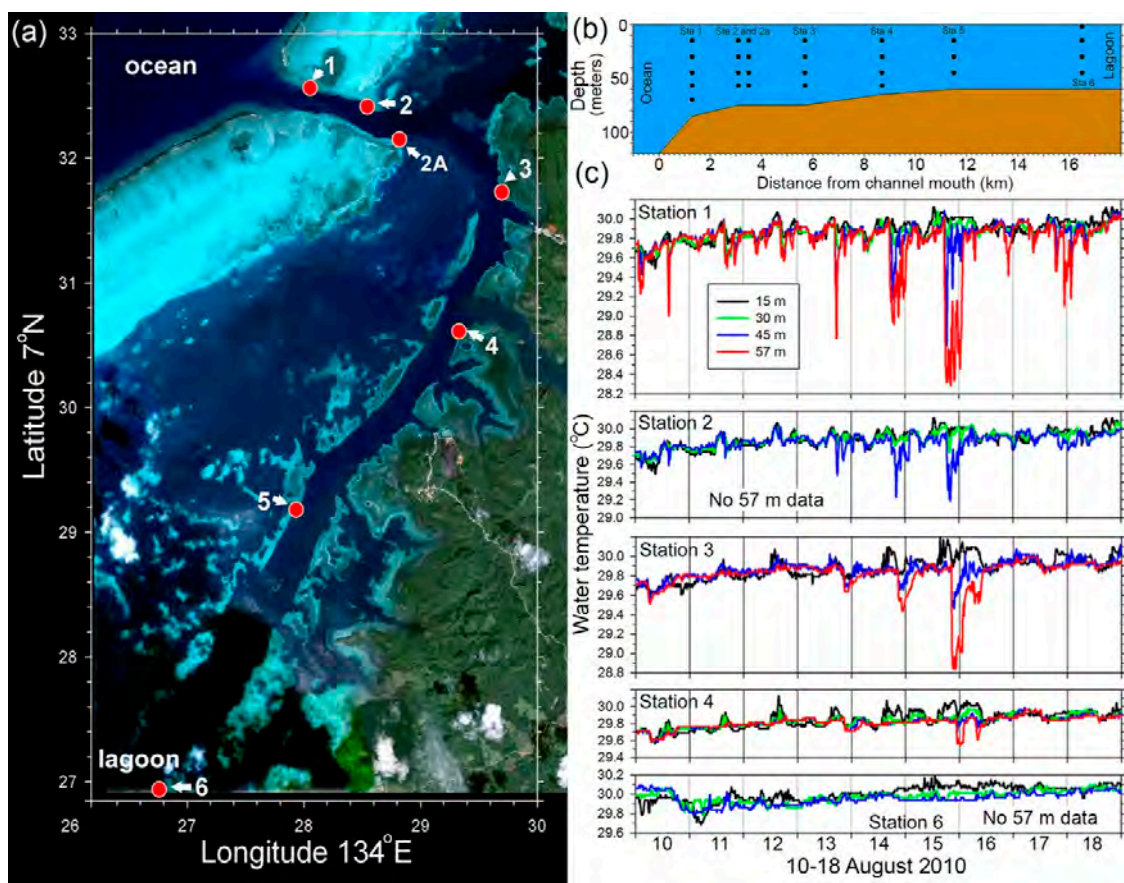 (a)
33
ocean
1
2
32
2A
3
31
4
30
5
29
28
lagoon
27
6
26 27 28 29 30
Latitude 7°N
Longitude 134°E
(b)
0
50
100
Depth
(meters)
Ocean
Sta 1 Sta 2 and 2a Sta 3 Sta 4 Sta 5
Sta 6
Lagoon
0 2 4 6 8 10 12 14 16
Distance from channel mouth (km)
(c)
Water temperature (°C)
Station 1
30.0
29.8
29.6
29.4
29.2
29.0
28.8
28.6
28.4
28.2
15 m
30 m
45 m
57 m
Station 2
30.0
29.8
29.6
29.4
29.2
29.0
No 57 m data
Station 3
30.0
29.8
29.6
29.4
29.2
29.0
28.8
Station 4
30.0
29.8
29.6
29.4
30.2
30.0
29.8
29.6
Station 6 No 57 m data
10 11 12 13 14 15 16 17 18
10-18 August 2010